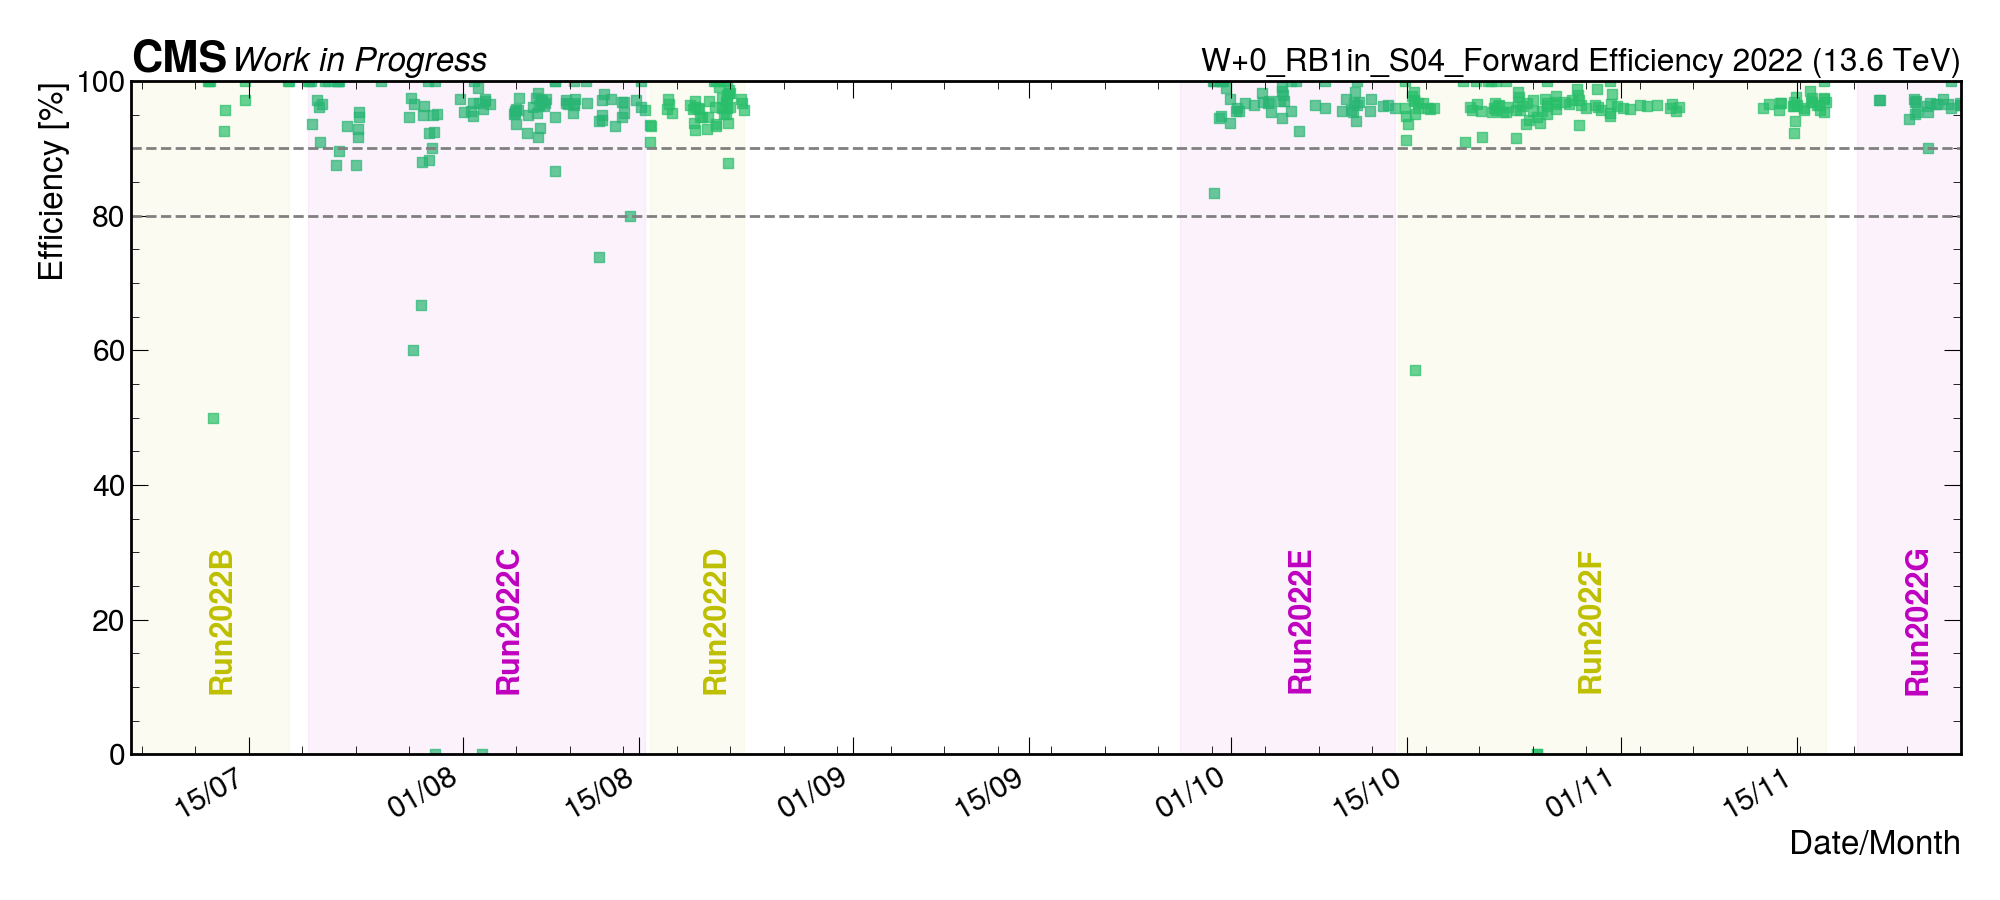 CMS Work in Progress
W+0_RB1in_S04_Forward Efficiency 2022 (13.6 TeV)
Efficiency [%]
100
80
60
40
20
0
Run2022B
Run2022C
Run2022D
Run2022E
Run2022F
Run2022G
15/07
01/08
15/08
01/09
15/09
01/10
15/10
01/11
15/11
Date/Month